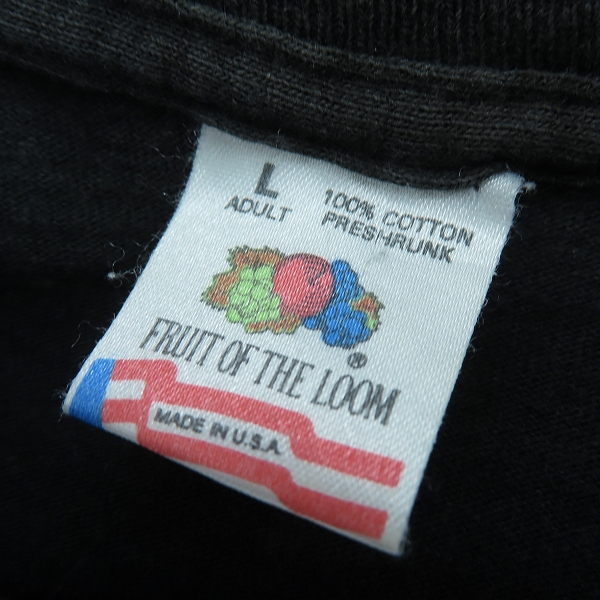 L
ADULT
100% COTTON
PRESHRUNK
FRUIT OF THE LOOM
®
MADE IN U.S.A.